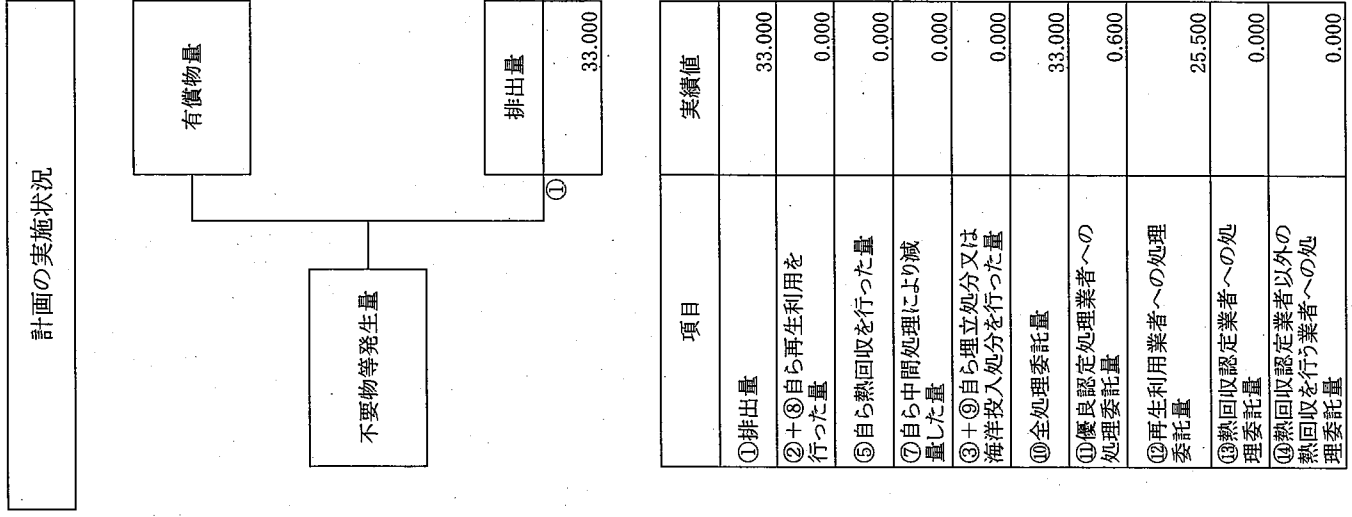 計画の実施状況
有償物量
不要物等発生量
排出量
①
33.000
項目
実績値
①排出量
33.000
②+⑧自ら再生利用を
行った量
0.000
⑤自ら熱回収を行った量
0.000
⑦自ら中間処理により減
量した量
0.000
③+⑨自ら埋立処分又は
海洋投入処分を行った量
0.000
⑩全処理委託量
33.000
⑪優良認定処理業者への
処理委託量
0.600
⑫再生利用業者への処理
委託量
25.500
⑬熱回収認定業者への処
理委託量
0.000
⑭熱回収認定業者以外の
熱回収を行う業者への処
理委託量
0.000